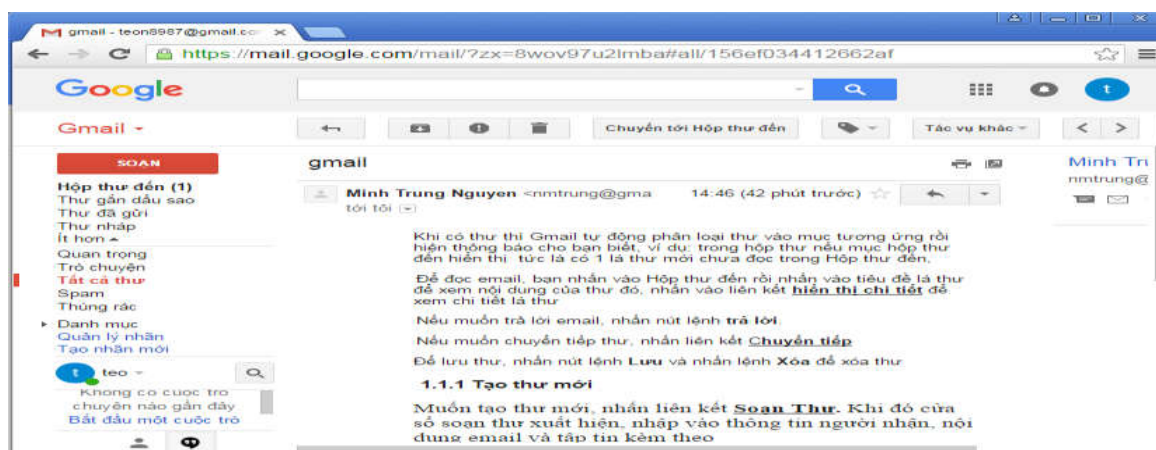 gmail - teon8987@gmail.co
https://mail.google.com/mail/?zx=8wov97u2lmba#all/156ef034412662af
Google
t
Gmail
Chuyển tới Hộp thư đến
Tác vụ khác
SOẠN
gmail
Minh Tri
nmtrung@
Hộp thư đến (1)
Thư gắn dấu sao
Thư đã gửi
Thư nháp
Ít hơn
Quan trọng
Trò chuyện
Tất cả thư
Spam
Thùng rác
Danh mục
Quản lý nhãn
Tạo nhãn mới
t teo
Không có cuộc trò
chuyện nào gần đây
Bắt đầu một cuộc trò
Minh Trung Nguyen <nmtrung@gma 14:46 (42 phút trước)
tới tôi
Khi có thư thì Gmail tự động phân loại thư vào mục tương ứng rồi
hiện thông báo cho bạn biết, ví dụ: trong hộp thư nếu mục hộp thư
đến hiển thị tức là có 1 lá thư mới chưa đọc trong Hộp thư đến,
Để đọc email, bạn nhấn vào Hộp thư đến rồi nhấn vào tiêu đề lá thư
để xem nội dung của thư đó, nhấn vào liên kết hiển thị chi tiết để
xem chi tiết lá thư
Nếu muốn trả lời email, nhấn nút lệnh trả lời.
Nếu muốn chuyển tiếp thư, nhấn liên kết Chuyển tiếp
Để lưu thư, nhấn nút lệnh Lưu và nhấn lệnh Xóa để xóa thư
1.1.1 Tạo thư mới
Muốn tạo thư mới, nhấn liên kết Soạn Thư. Khi đó cửa
sổ soạn thư xuất hiện, nhập vào thông tin người nhận, nội
dung email và tập tin kèm theo